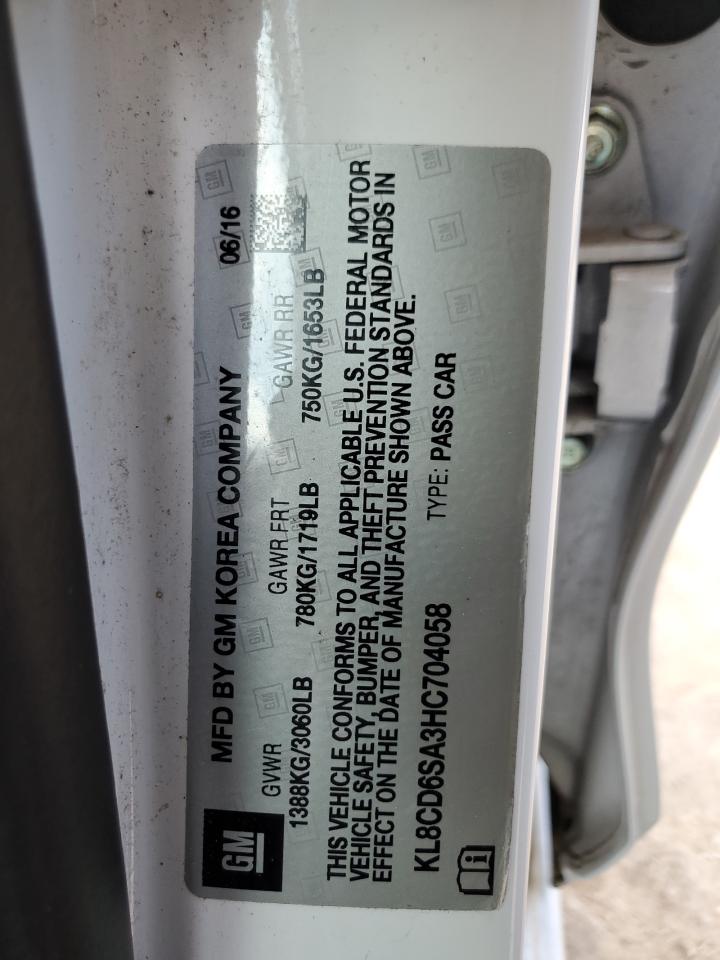 GM
MFD BY GM KOREA COMPANY 06/16
GVWR GAWR FRT GAWR RR
1388KG/3060LB 780KG/1719LB 750KG/1653LB
THIS VEHICLE CONFORMS TO ALL APPLICABLE U.S. FEDERAL MOTOR
VEHICLE SAFETY, BUMPER, AND THEFT PREVENTION STANDARDS IN
EFFECT ON THE DATE OF MANUFACTURE SHOWN ABOVE.
KL8CD6SA3HC704058 TYPE: PASS CAR